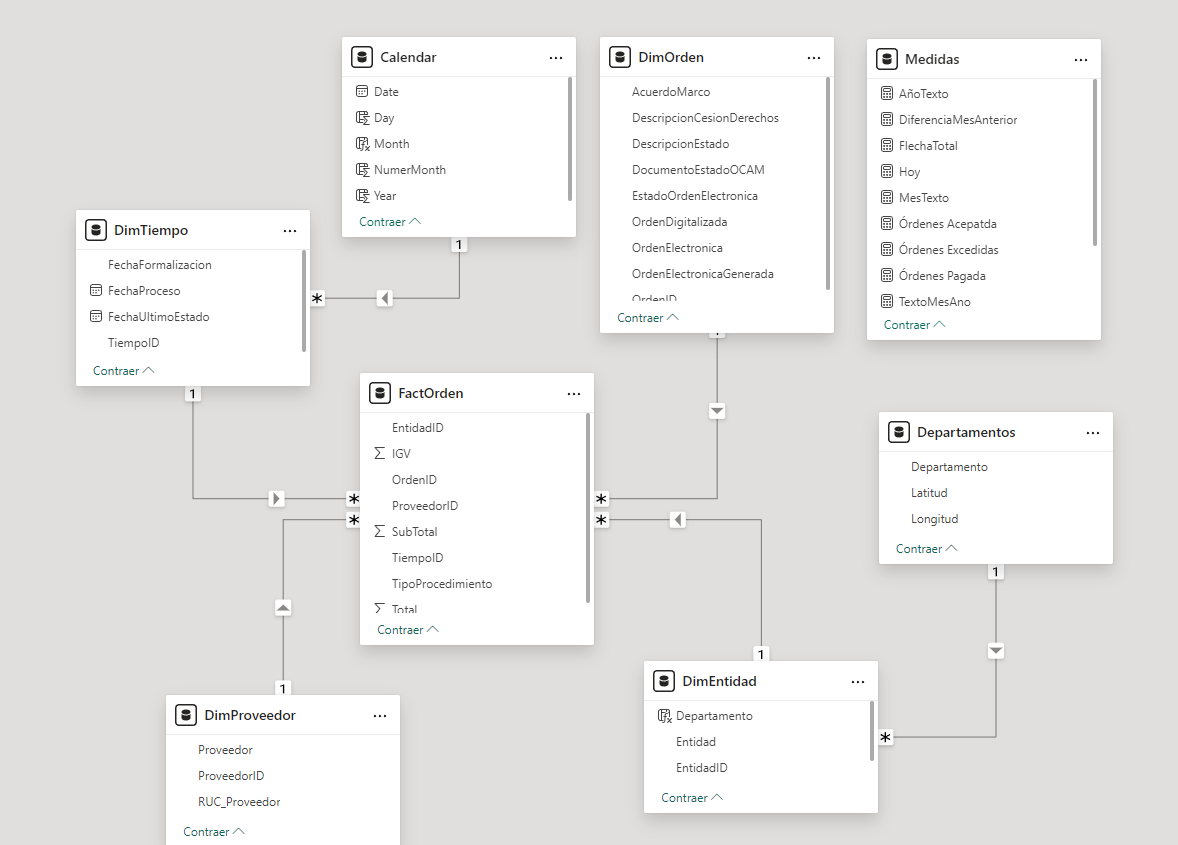 Calendar
Date
Day
Month
NumerMonth
Year
Contraer
DimOrden
AcuerdoMarco
DescripcionCesionDerechos
DescripcionEstado
DocumentoEstadoOCAM
EstadoOrdenElectronica
OrdenDigitalizada
OrdenElectronica
OrdenElectronicaGenerada
OrdenID
Contraer
Medidas
AñoTexto
DiferenciaMesAnterior
FlechaTotal
Hoy
MesTexto
Órdenes Acepatda
Órdenes Excedidas
Órdenes Pagada
TextoMesAno
Contraer
DimTiempo
FechaFormalizacion
FechaProceso
FechaUltimoEstado
TiempoID
Contraer
1
*
1
1
FactOrden
EntidadID
IGV
OrdenID
ProveedorID
SubTotal
TiempoID
TipoProcedimiento
Total
Contraer
*
*
*
*
Departamentos
Departamento
Latitud
Longitud
Contraer
1
1
1
DimProveedor
Proveedor
ProveedorID
RUC_Proveedor
Contraer
DimEntidad
Departamento
Entidad
EntidadID
Contraer
*